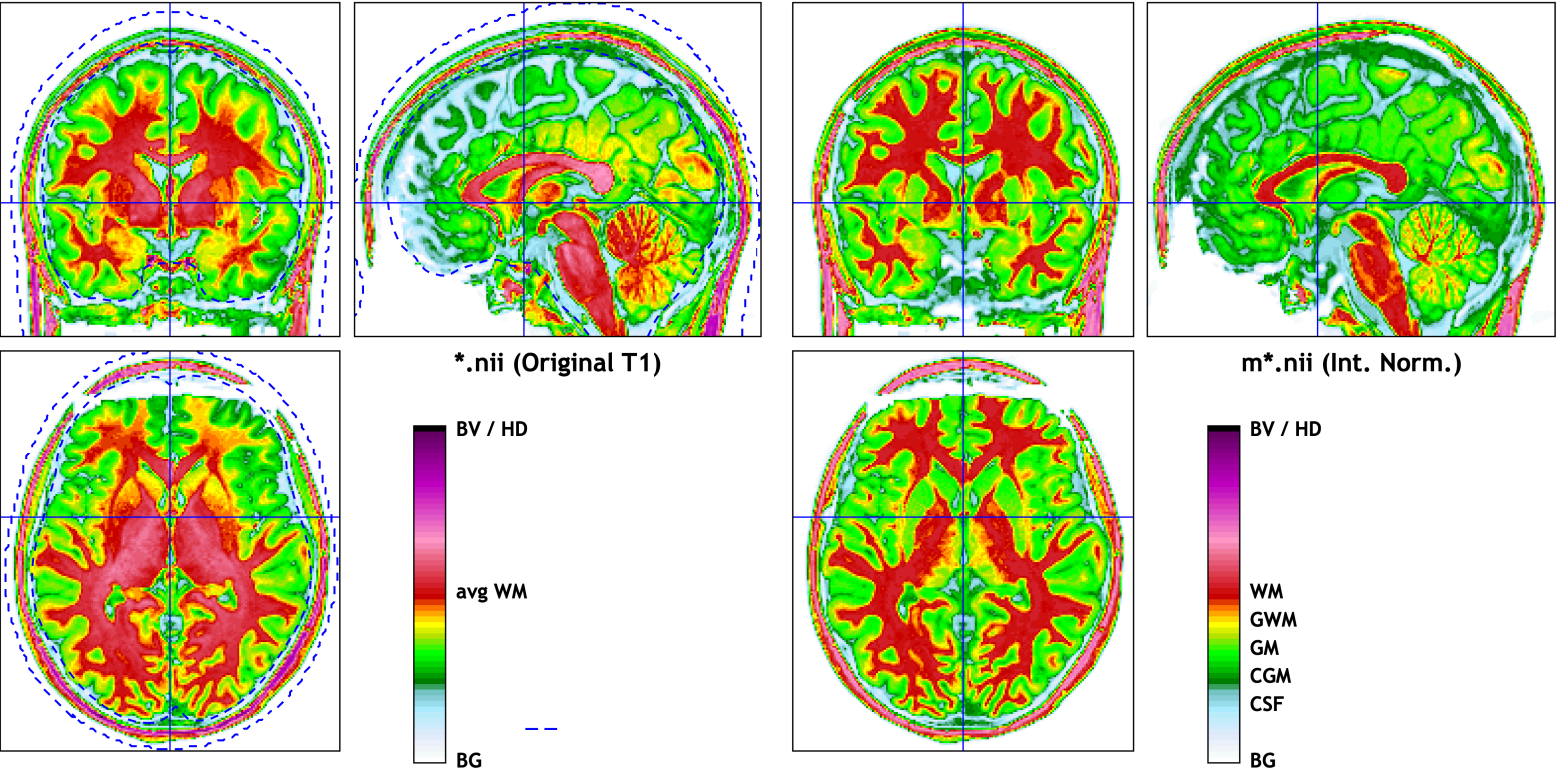 *.nii (Original T1)
BV / HD
avg WM
BG
m*.nii (Int. Norm.)
BV / HD
WM
GWM
GM
CGM
CSF
BG